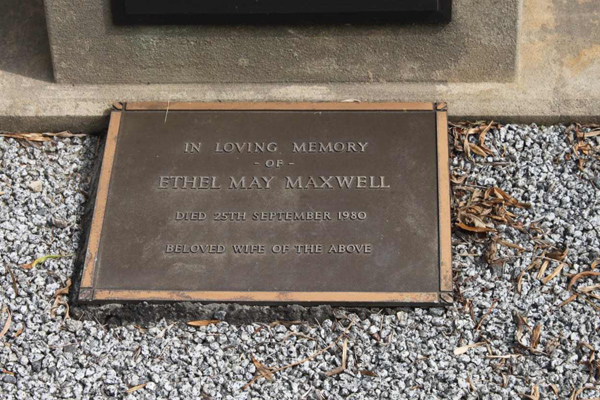 IN LOVING MEMORY
- OF -
ETHEL MAY MAXWELL
DIED 25TH SEPTEMBER 1980
BELOVED WIFE OF THE ABOVE